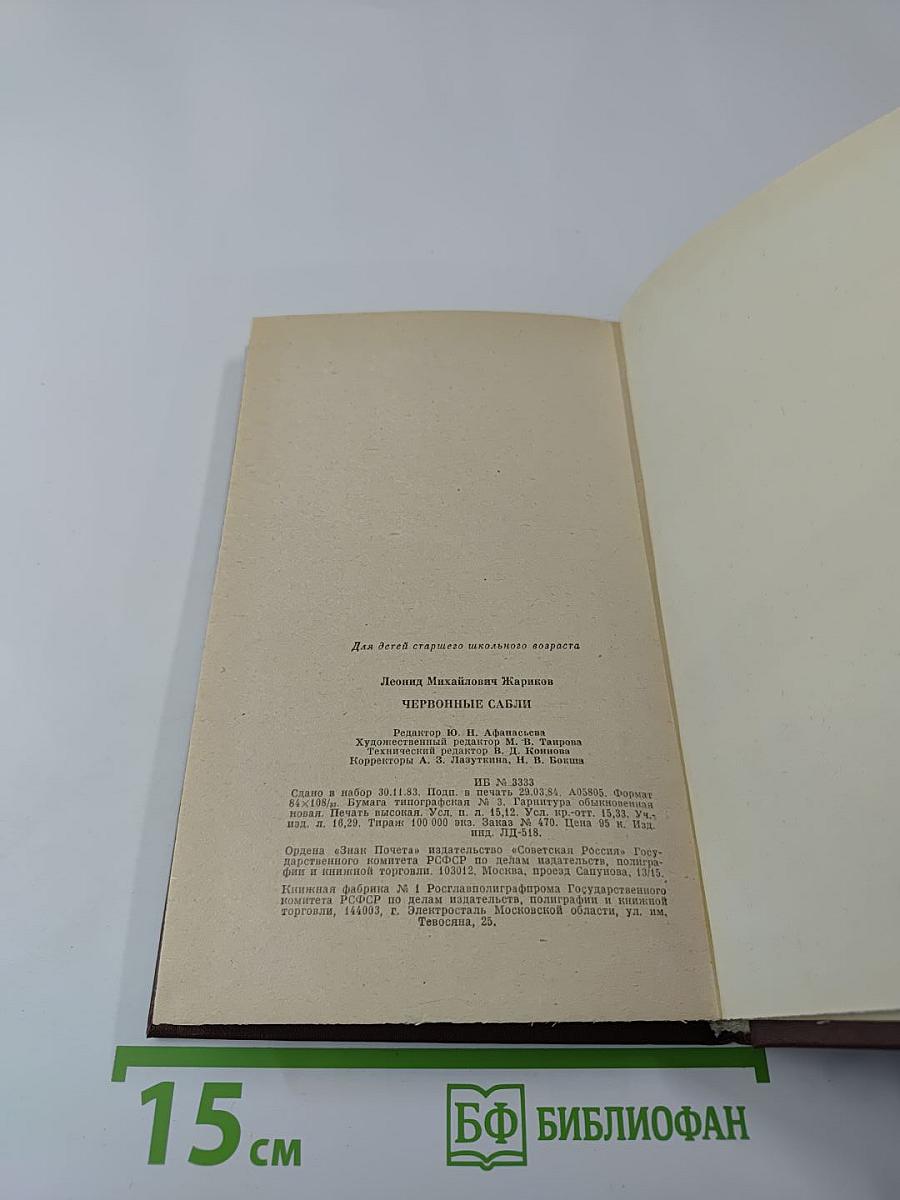 Для детей старшего школьного возраста
Леонид Михайлович Жариков
ЧЕРВОННЫЕ САБЛИ
Редактор Ю. Н. Афанасьева
Художественный редактор М. В. Таирова
Технический редактор В. Д. Коннова
Корректоры А. З. Лазуткина, Н. В. Бокша
ИБ № 3333
Сдано в набор 30.11.83. Подп. в печать 29.03.84. А05805. Формат
84×108/32. Бумага типографская № 3. Гарнитура обыкновенная
новая. Печать высокая. Усл. п. л. 15,12. Усл. кр.-отт. 15,33. Уч.-
изд. л. 16,29. Тираж 100 000 экз. Заказ № 470. Цена 95 к. Изд.
инд. ЛД-518.
Ордена «Знак Почета» издательство «Советская Россия» Госу-
дарственного комитета РСФСР по делам издательств, полигра-
фии и книжной торговли. 103012, Москва, проезд Сапунова, 13/15.
Книжная фабрика № 1 Росглавполиграфпрома Государственного
комитета РСФСР по делам издательств, полиграфии и книжной
торговли, 144003, г. Электросталь Московской области, ул. им.
Тевосяна, 25.
15 см
БФ БИБЛИОФАН